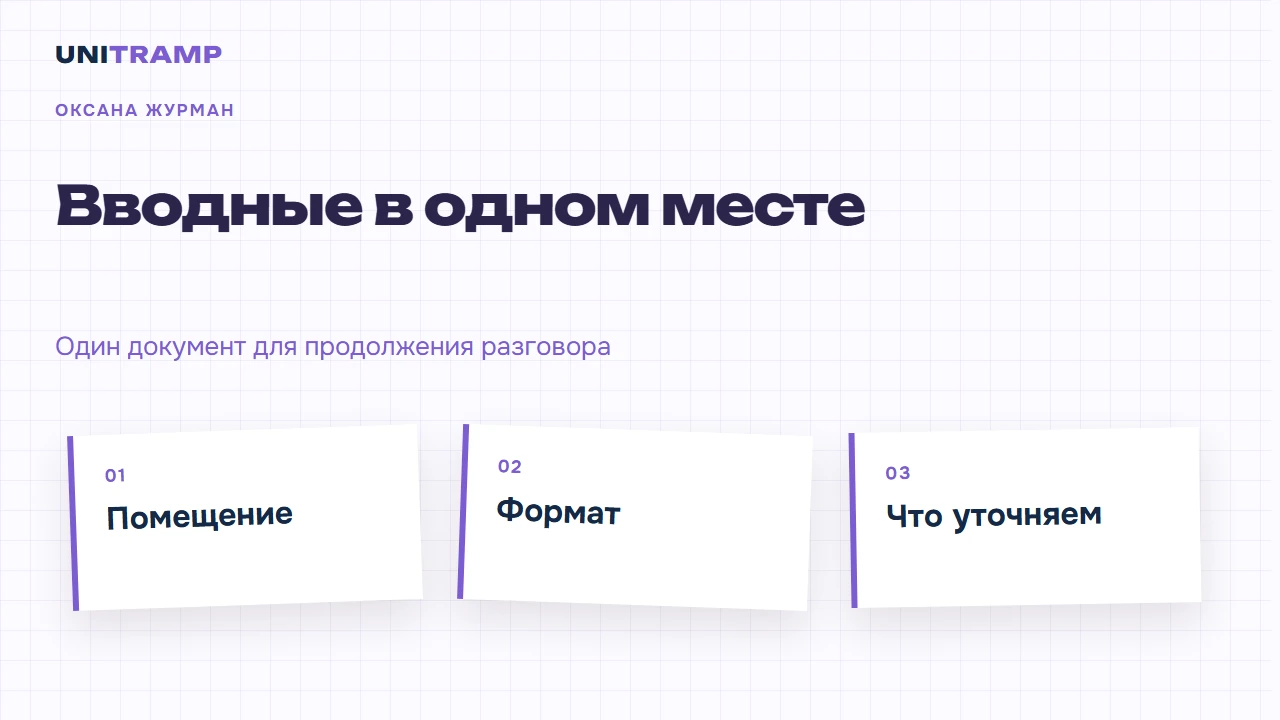 UNITRAMP
ОКСАНА ЖУРМАН
Вводные в одном месте
Один документ для продолжения разговора
01
Помещение
02
Формат
03
Что уточняем